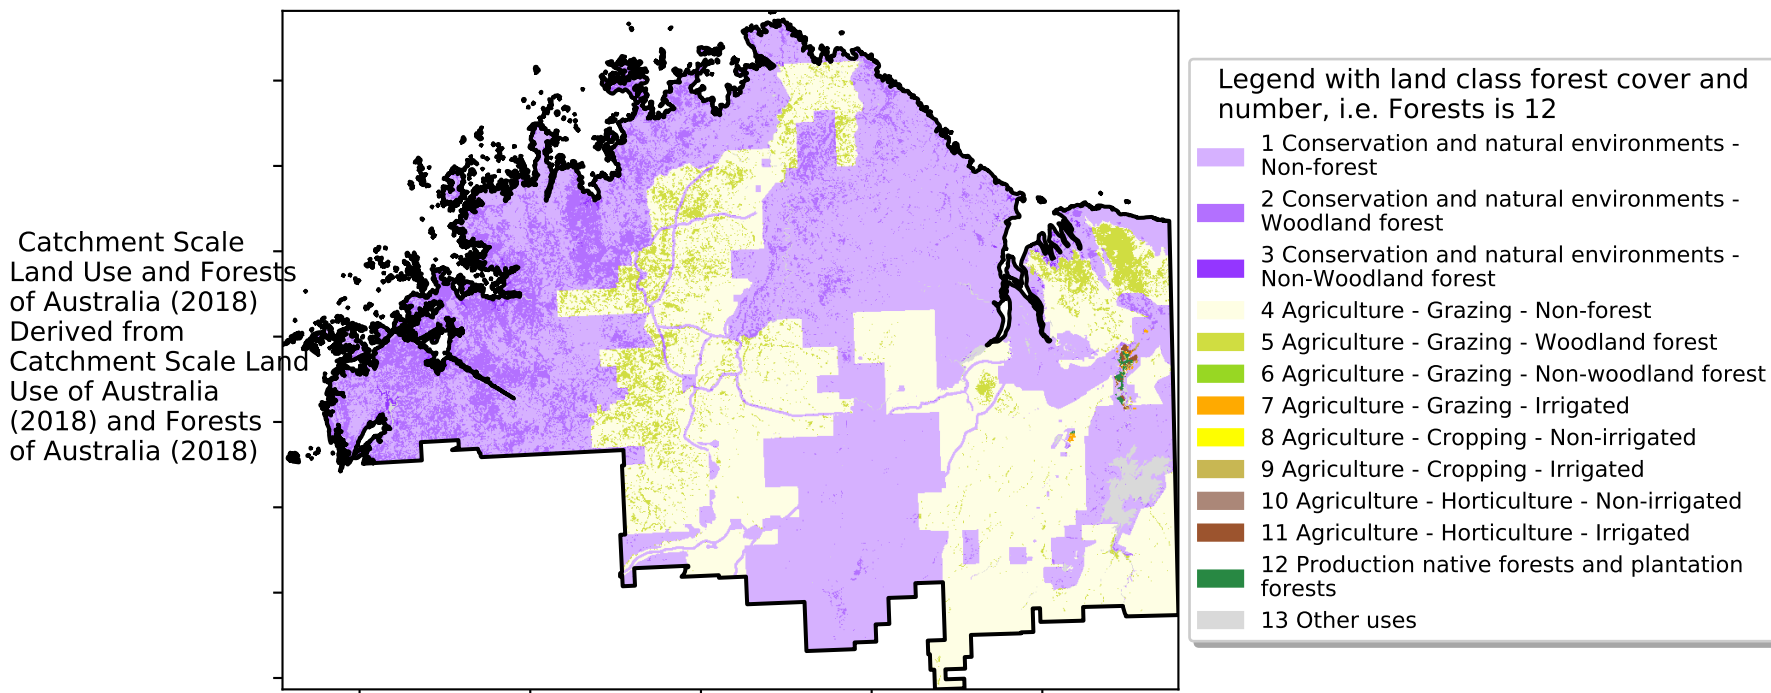 Catchment Scale
Land Use and Forests
of Australia (2018)
Derived from
Catchment Scale Land
Use of Australia
(2018) and Forests
of Australia (2018)
Legend with land class forest cover and
number, i.e. Forests is 12
1 Conservation and natural environments -
Non-forest
2 Conservation and natural environments -
Woodland forest
3 Conservation and natural environments -
Non-Woodland forest
4 Agriculture - Grazing - Non-forest
5 Agriculture - Grazing - Woodland forest
6 Agriculture - Grazing - Non-woodland forest
7 Agriculture - Grazing - Irrigated
8 Agriculture - Cropping - Non-irrigated
9 Agriculture - Cropping - Irrigated
10 Agriculture - Horticulture - Non-irrigated
11 Agriculture - Horticulture - Irrigated
12 Production native forests and plantation
forests
13 Other uses